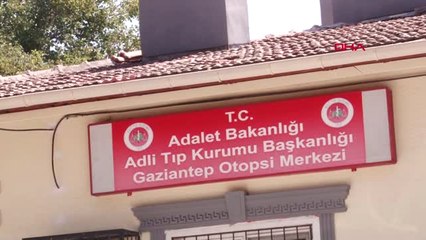 DHA
T.C.
Adalet Bakanlığı
Adli Tıp Kurumu Başkanlığı
Gaziantep Otopsi Merkezi